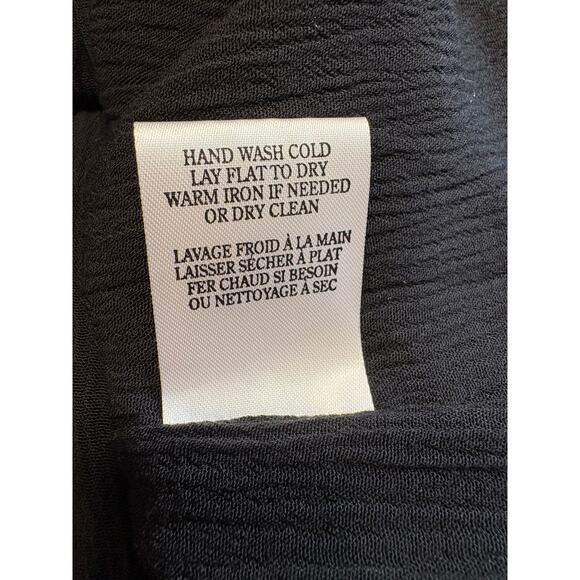 HAND WASH COLD
LAY FLAT TO DRY
WARM IRON IF NEEDED
OR DRY CLEAN
LAVAGE FROID À LA MAIN
LAISSER SÉCHER À PLAT
FER CHAUD SI BESOIN
OU NETTOYAGE À SEC